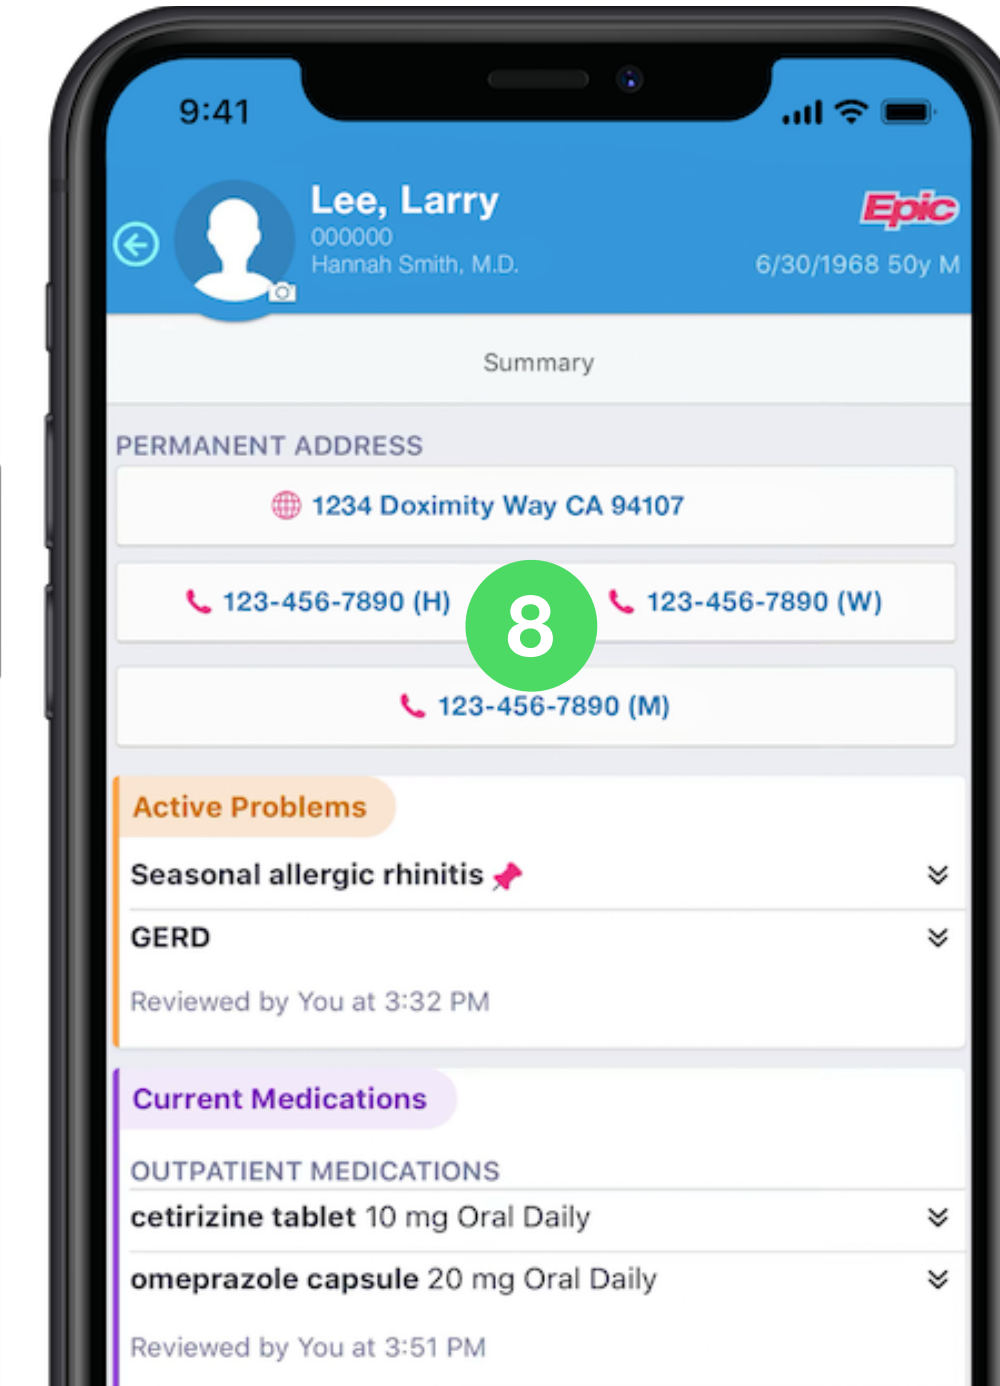 9:41
Lee, Larry
Epic
000000
Hannah Smith, M.D.
6/30/1968 50y M
Summary
PERMANENT ADDRESS
1234 Doximity Way CA 94107
123-456-7890 (H)
8
123-456-7890 (W)
123-456-7890 (M)
Active Problems
Seasonal allergic rhinitis
GERD
Reviewed by You at 3:32 PM
Current Medications
OUTPATIENT MEDICATIONS
cetirizine tablet 10 mg Oral Daily
omeprazole capsule 20 mg Oral Daily
Reviewed by You at 3:51 PM